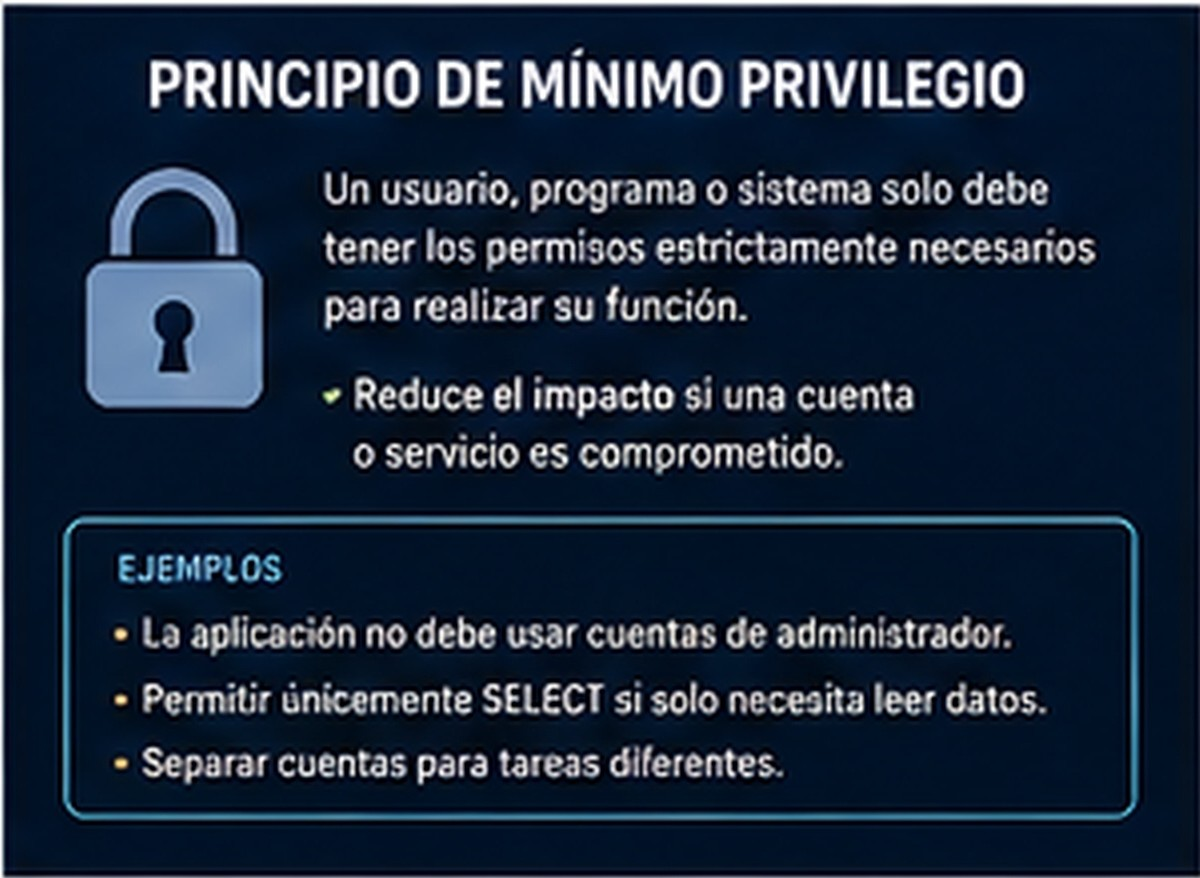 PRINCIPIO DE MÍNIMO PRIVILEGIO
Un usuario, programa o sistema solo debe
tener los permisos estrictamente necesarios
para realizar su función.
✔ Reduce el impacto si una cuenta
o servicio es comprometido.
EJEMPLOS
• La aplicación no debe usar cuentas de administrador.
• Permitir únicamente SELECT si solo necesita leer datos.
• Separar cuentas para tareas diferentes.